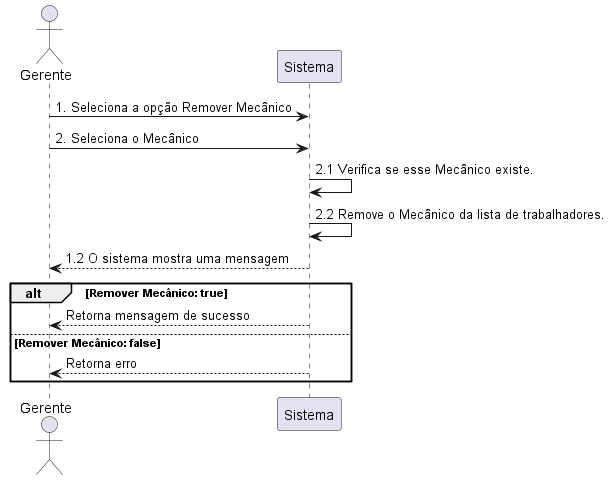 Gerente
Sistema
1. Seleciona a opção Remover Mecânico
2. Seleciona o Mecânico
2.1 Verifica se esse Mecânico existe.
2.2 Remove o Mecânico da lista de trabalhadores.
1.2 O sistema mostra uma mensagem
alt [Remover Mecânico: true]
Retorna mensagem de sucesso
[Remover Mecânico: false]
Retorna erro
Gerente
Sistema